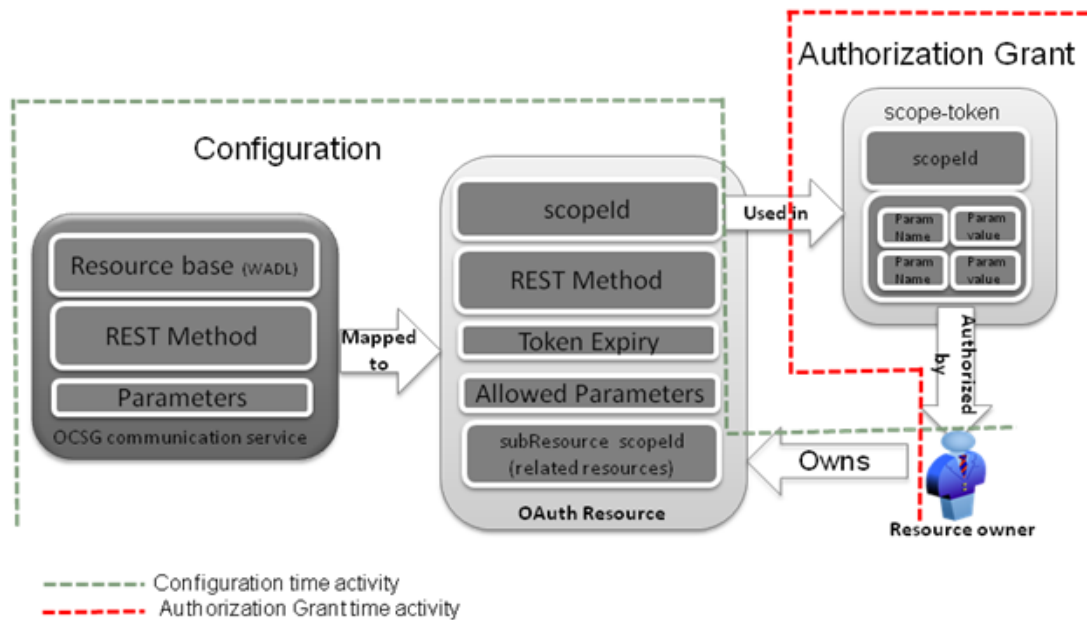 Authorization Grant
Configuration
scope-token
scopeId
Param Name
Param value
Param Name
Param value
Resource base (WADL)
REST Method
Parameters
OCSG communication service
Mapped
to
scopeId
REST Method
Token Expiry
Allowed Parameters
subResource scopeId
(related resources)
OAuth Resource
Used in
Authorized
by
Owns
Resource owner
Configuration time activity
Authorization Grant time activity